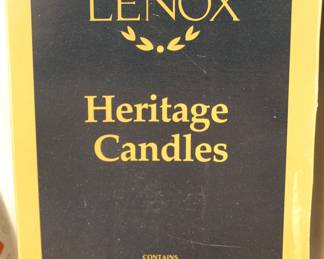 LENOX
Heritage
Candles
CONTAINS